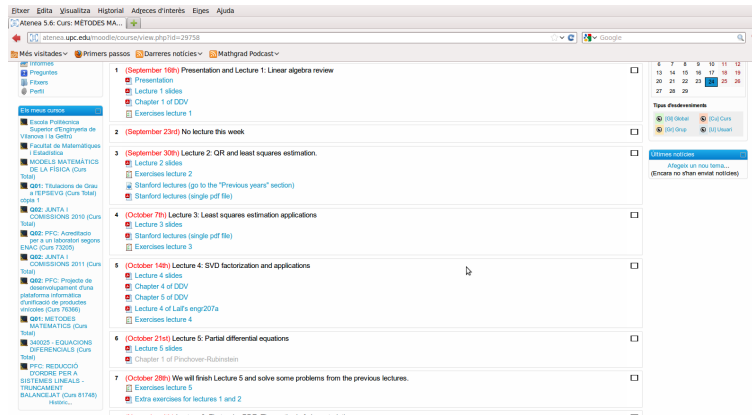 Fitxer Edita Visualitza Historial Adreces d'interès Eines Ajuda
Atenea 5.6: Curs: METODES MA...
atenea.upc.edu/moodle/course/view.php?id=29758
Google
Més visitades Primers passos Darreres notícies Mathgrad Podcast
Informes
Preguntes
Fitxers
Perfil
Els meus cursos
Escola Politècnica
Superior d'Enginyeria de
Vilanova i la Geltrú
Facultat de Matemàtiques
i Estadística
MODELS MATEMÀTICS
DE LA FÍSICA (Curs
Total)
Q01: Titulacions de Grau
a l'EPSEVG (Curs Total)
còpia 1
Q02: JUNTA I
COMISSIONS 2010 (Curs
Total)
Q02: PFC: Acreditacio
per a un laboratori segons
ENAC (Curs 73205)
Q02: JUNTA I
COMISSIONS 2011 (Curs
Total)
Q02: PFC: Projecte de
desenvolupament d'una
plataforma informàtica
d'unificació de productes
vinícoles (Curs 76366)
Q01: METODES
MATEMATICS (Curs
Total)
340025 - EQUACIONS
DIFERENCIALS (Curs
Total)
PFC: REDUCCIÓ
D'ORDRE PER A
SISTEMES LINEALS -
TRUNCAMENT
BALANCEJAT (Curs 81748)
Històric...
1 (September 16th) Presentation and Lecture 1: Linear algebra review
Presentation
Lecture 1 slides
Chapter 1 of DDV
Exercises lecture 1
2 (September 23rd) No lecture this week
3 (September 30th) Lecture 2: QR and least squares estimation.
Lecture 2 slides
Exercises lecture 2
Stanford lectures (go to the "Previous years" section)
Stanford lectures (single pdf file)
4 (October 7th) Lecture 3: Least squares estimation applications
Lecture 3 slides
Stanford lectures (single pdf file)
Exercises lecture 3
5 (October 14th) Lecture 4: SVD factorization and applications
Lecture 4 slides
Chapter 4 of DDV
Chapter 5 of DDV
Lecture 4 of Lall's engr207a
Exercises lecture 4
6 (October 21st) Lecture 5: Partial differential equations
Lecture 5 slides
Chapter 1 of Pinchover-Rubinstein
7 (October 28th) We will finish Lecture 5 and solve some problems from the previous lectures.
Exercises lecture 5
Extra exercises for lectures 1 and 2
6 7 8 9 10 11 12
13 14 15 16 17 18 19
20 21 22 23 24 25 26
27 28 29
Tipus d'esdeveniments
[Gl] Global [Cu] Curs
[Gr] Grup [U] Usuari
Últimes notícies
Afegeix un nou tema...
(Encara no s'han enviat notícies)